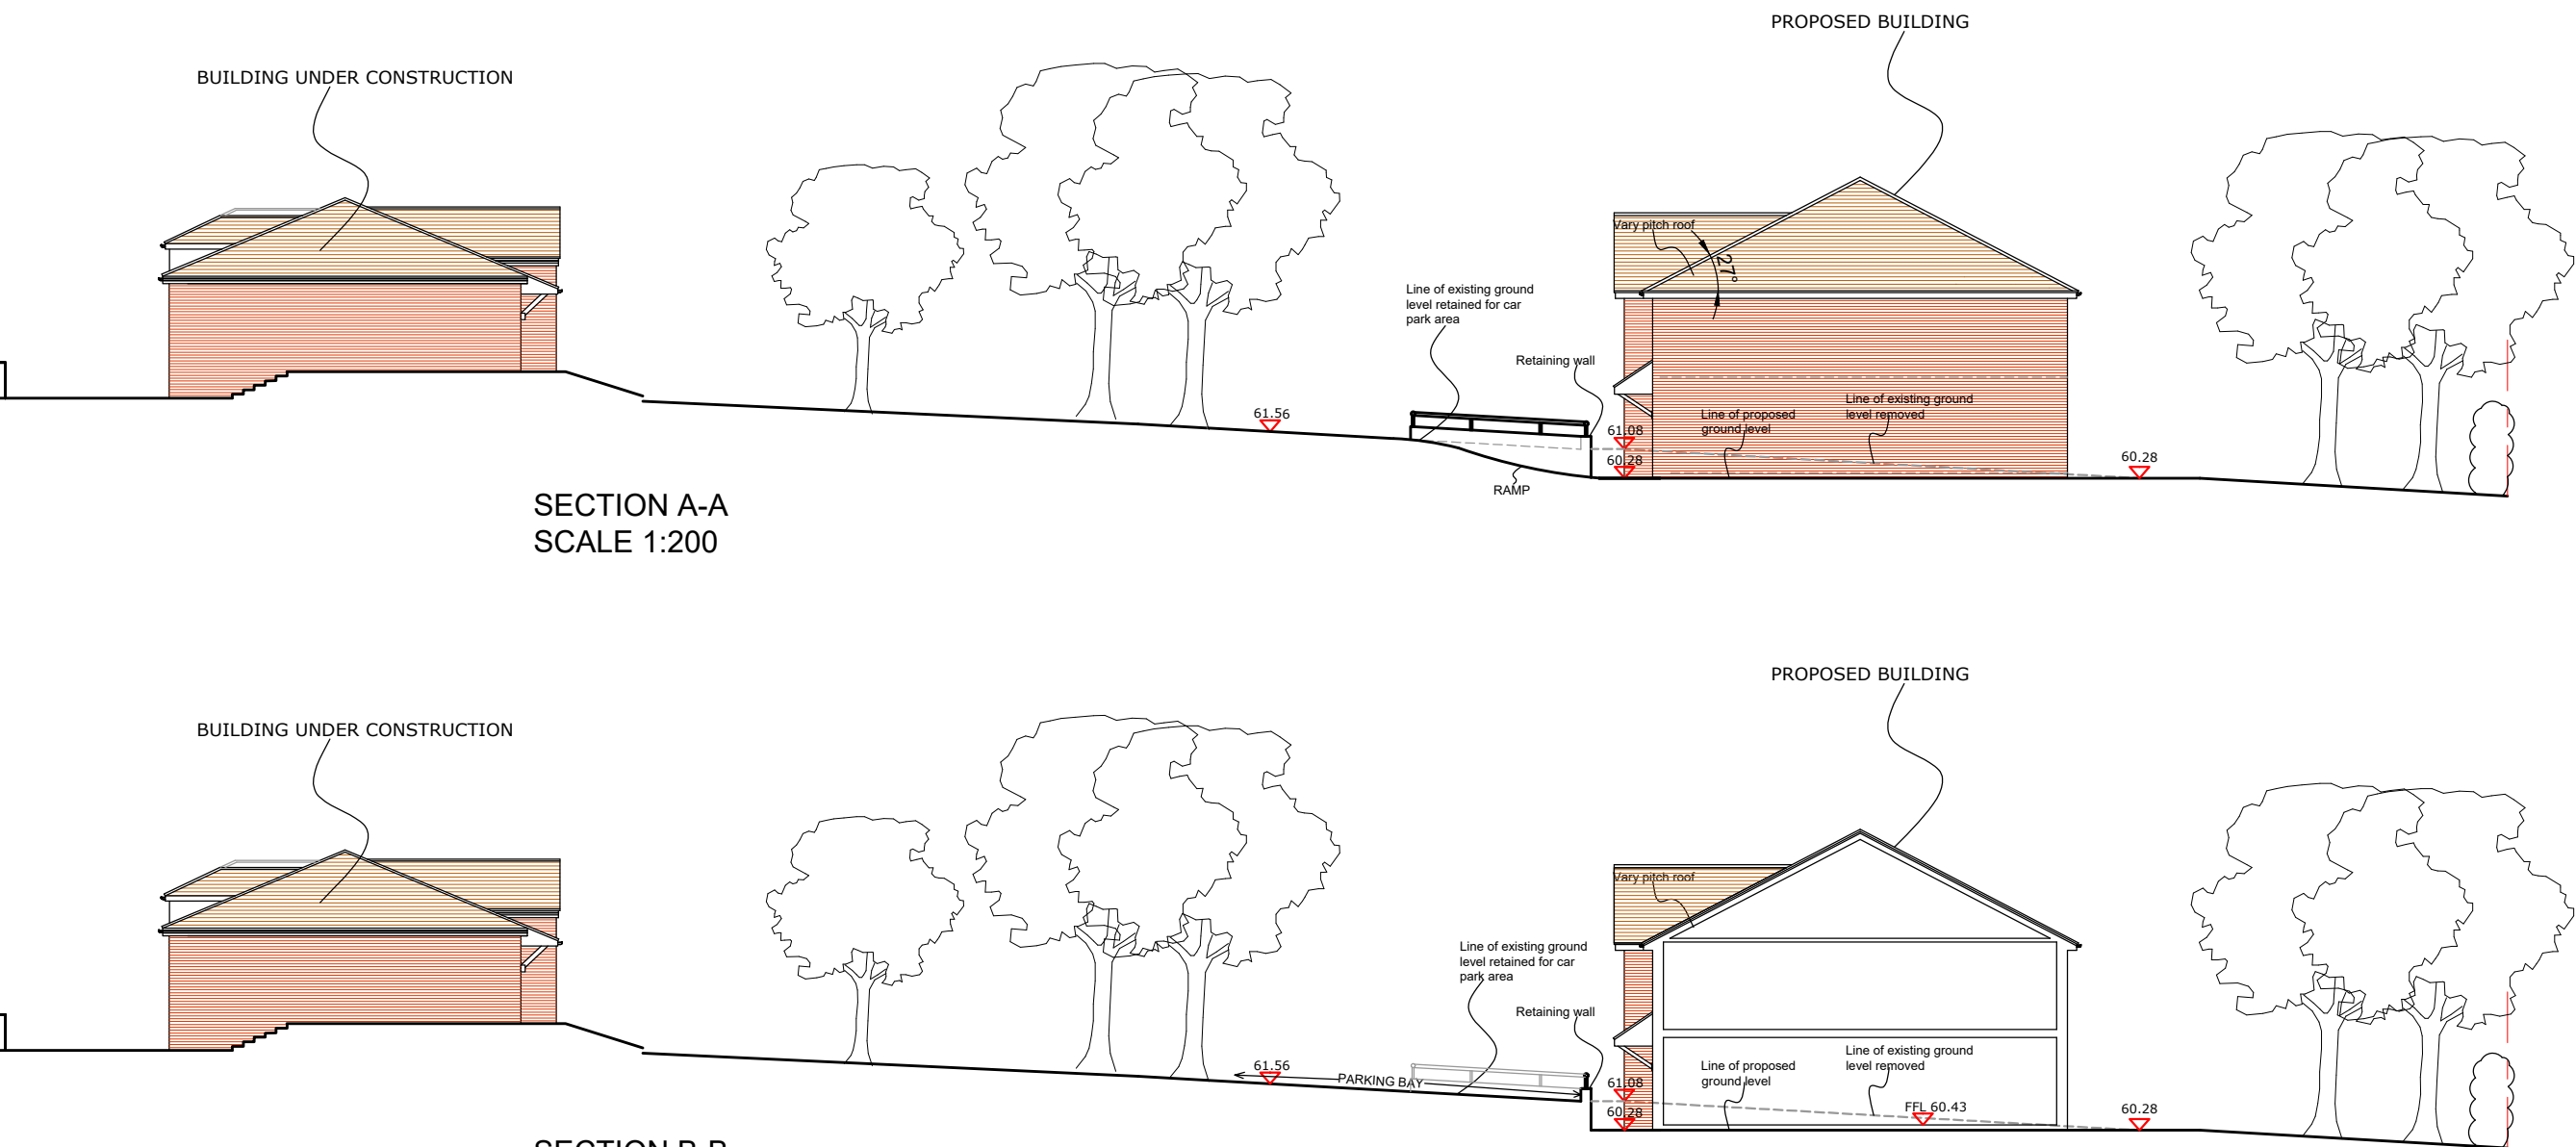 PROPOSED BUILDING
BUILDING UNDER CONSTRUCTION
Vary pitch roof
27°
Line of existing ground
level retained for car
park area
Retaining wall
Line of existing ground
level removed
Line of proposed
ground level
61.56
61.08
60.28
60.28
RAMP
SECTION A-A
SCALE 1:200
PROPOSED BUILDING
BUILDING UNDER CONSTRUCTION
Vary pitch roof
Line of existing ground
level retained for car
park area
Retaining wall
Line of existing ground
level removed
Line of proposed
ground level
61.56
PARKING BAY
61.08
60.28
FFL 60.43
60.28
SECTION B-B